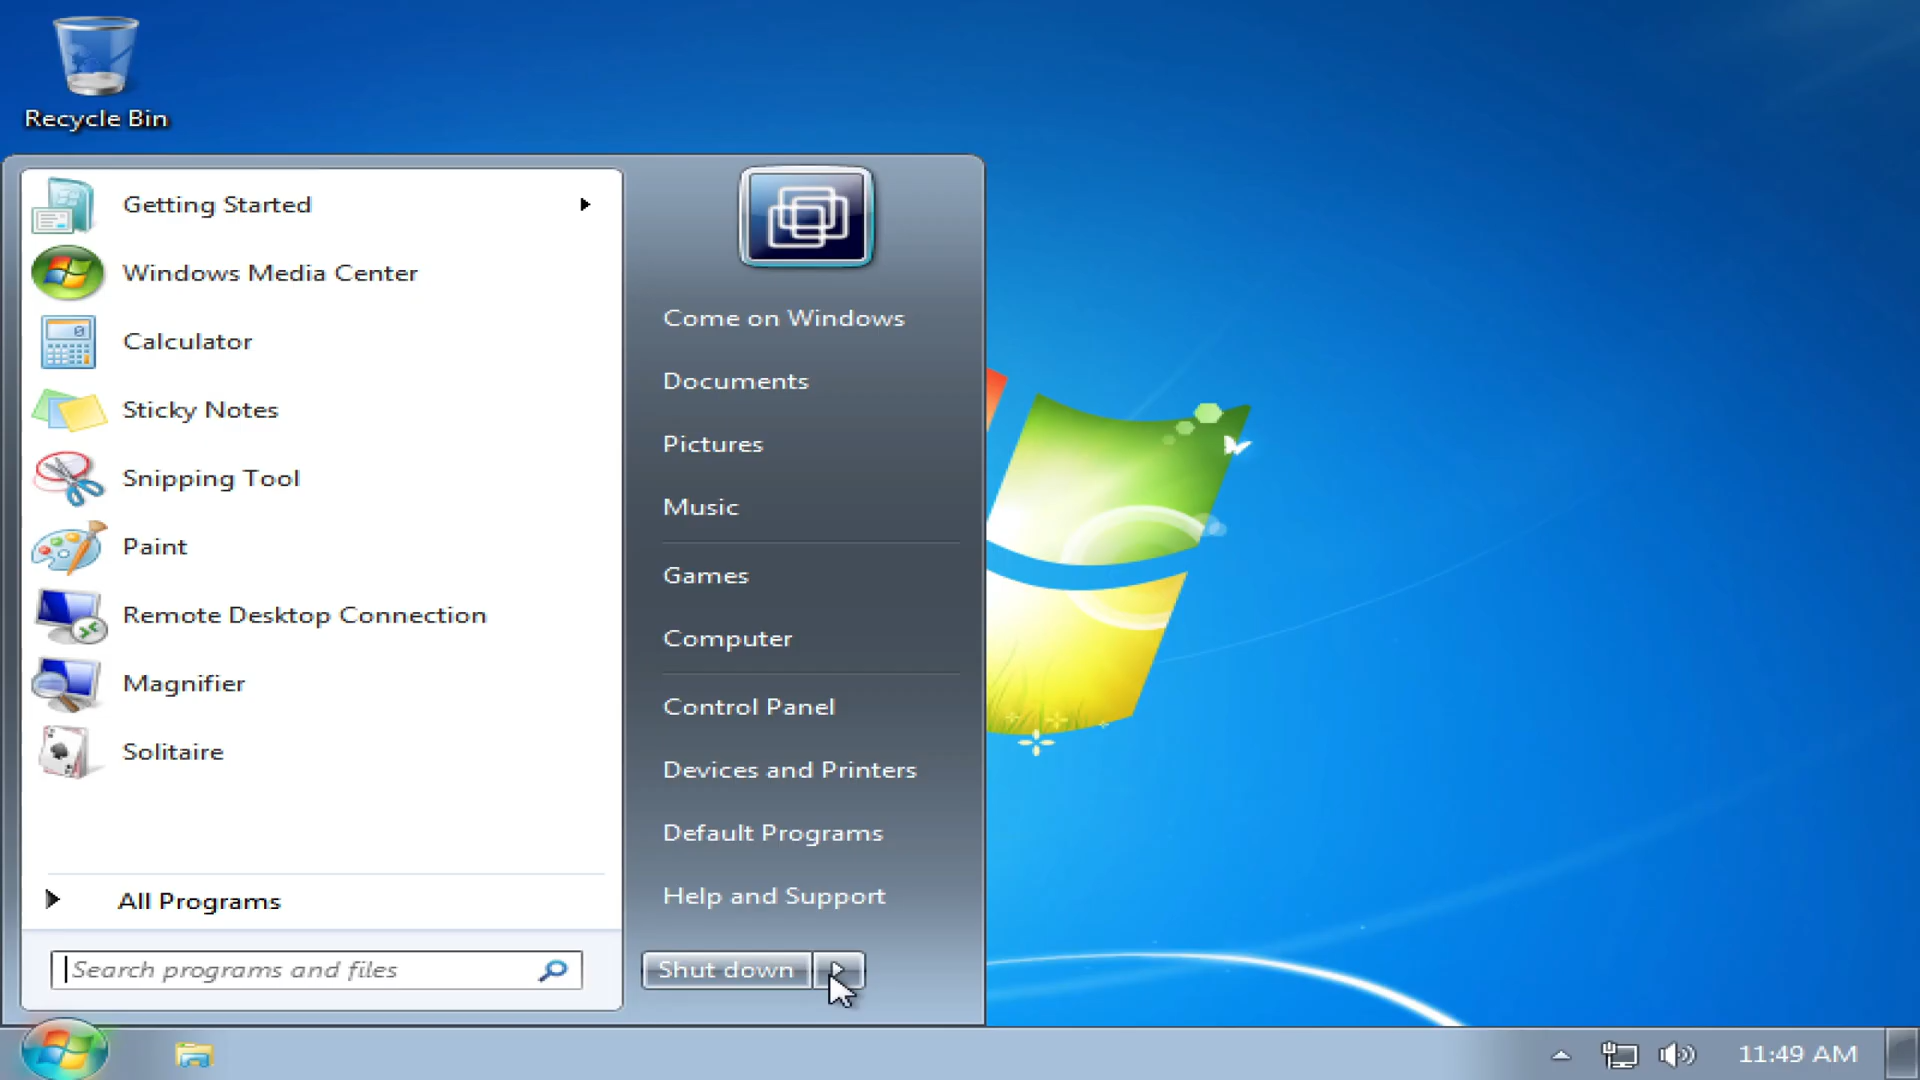 Recycle Bin
Getting Started
Windows Media Center
Calculator
Sticky Notes
Snipping Tool
Paint
Remote Desktop Connection
Magnifier
Solitaire
All Programs
Search programs and files
Come on Windows
Documents
Pictures
Music
Games
Computer
Control Panel
Devices and Printers
Default Programs
Help and Support
Shut down
11:49 AM